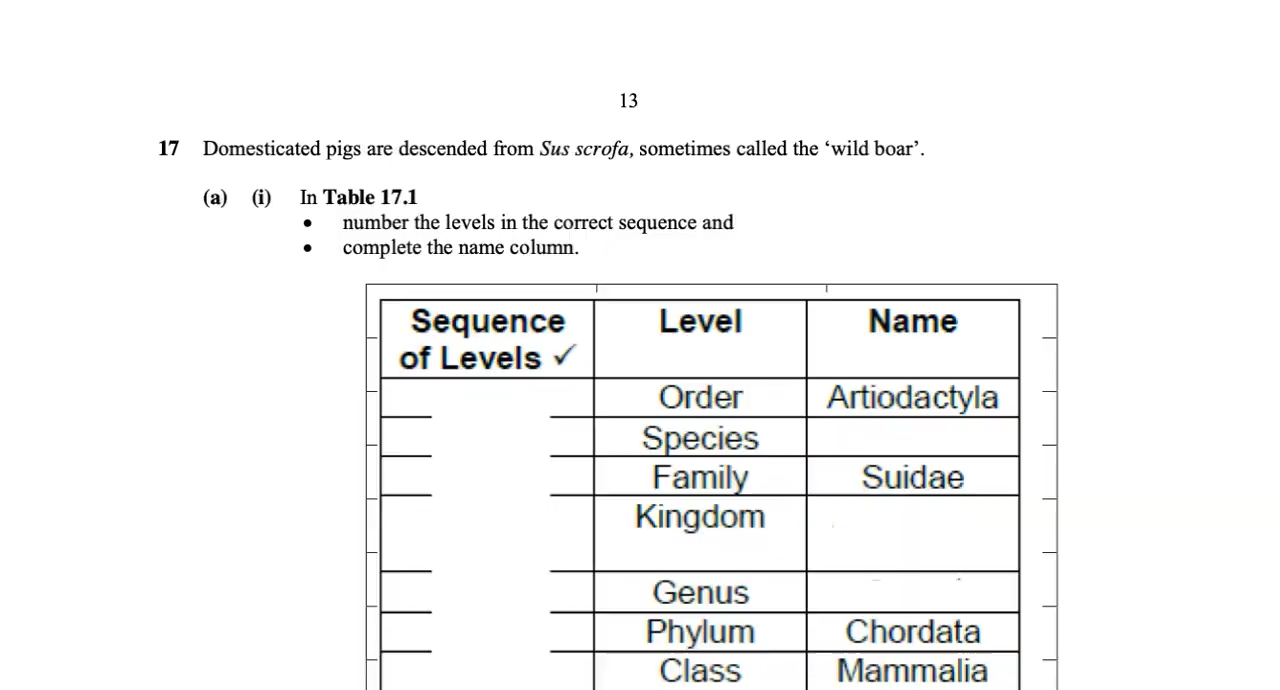 13
17 Domesticated pigs are descended from Sus scrofa, sometimes called the ‘wild boar’.
(a) (i) In Table 17.1
• number the levels in the correct sequence and
• complete the name column.
Sequence of Levels ✓ Level Name
Order Artiodactyla
Species
Family Suidae
Kingdom
Genus
Phylum Chordata
Class Mammalia